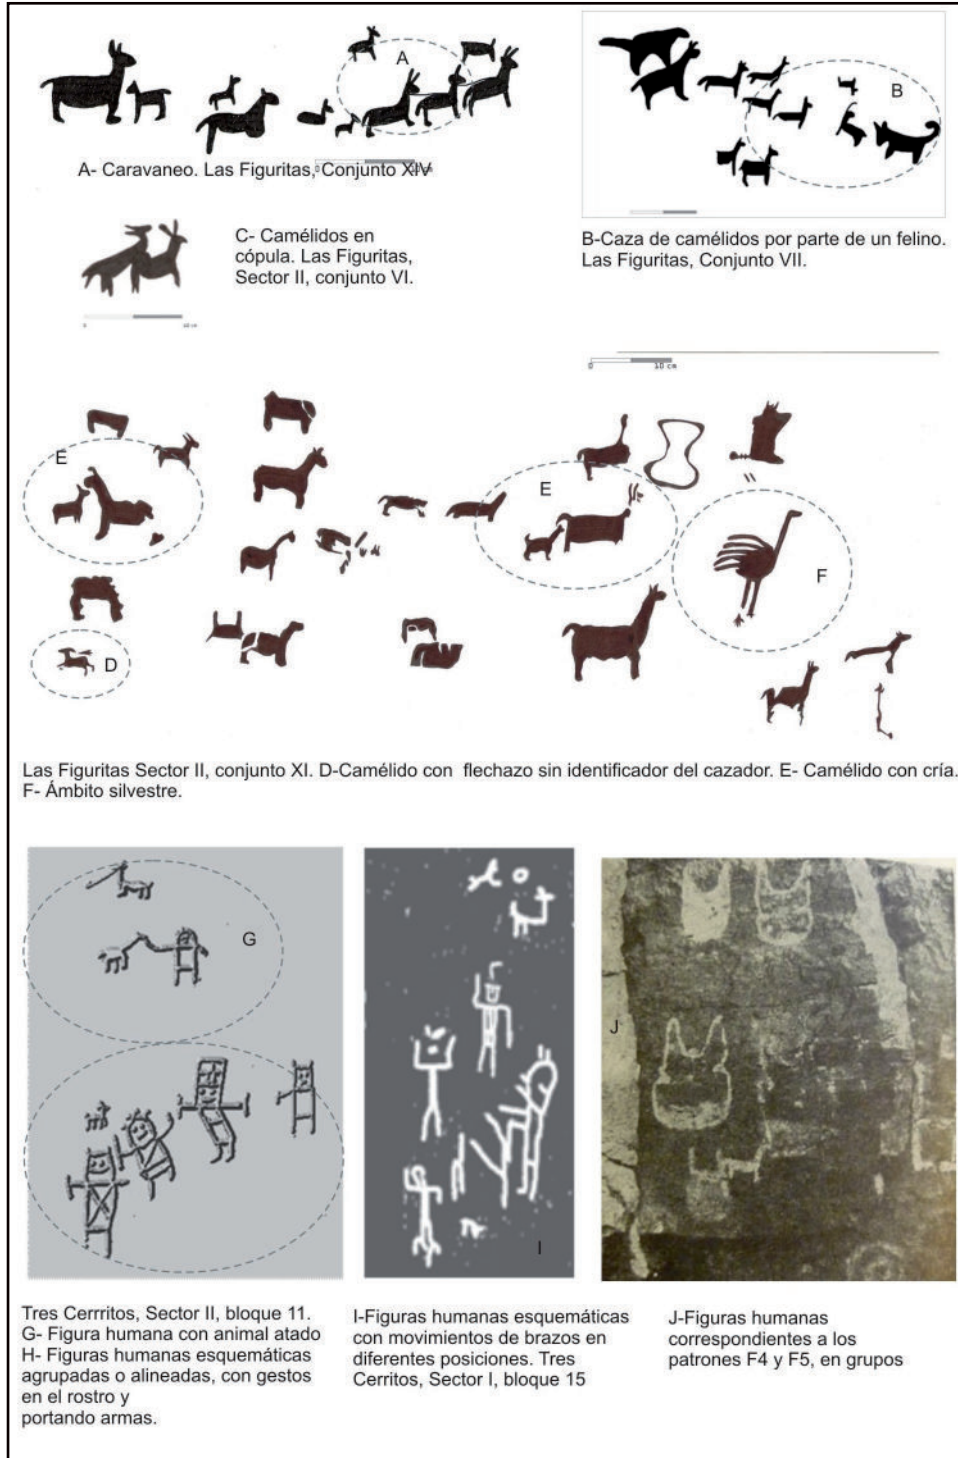 A
B
A- Caravaneo. Las Figuritas, Conjunto XIV
C- Camélidos en
cópula. Las Figuritas,
Sector II, conjunto VI.
B-Caza de camélidos por parte de un felino.
Las Figuritas, Conjunto VII.
0 10 cm
0 10 cm
E
E
F
D
Las Figuritas Sector II, conjunto XI. D-Camélido con flechazo sin identificador del cazador. E- Camélido con cría.
F- Ámbito silvestre.
G
J
I
Tres Cerrritos, Sector II, bloque 11.
G- Figura humana con animal atado
H- Figuras humanas esquemáticas
agrupadas o alineadas, con gestos
en el rostro y
portando armas.
I-Figuras humanas esquemáticas
con movimientos de brazos en
diferentes posiciones. Tres
Cerritos, Sector I, bloque 15
J-Figuras humanas
correspondientes a los
patrones F4 y F5, en grupos